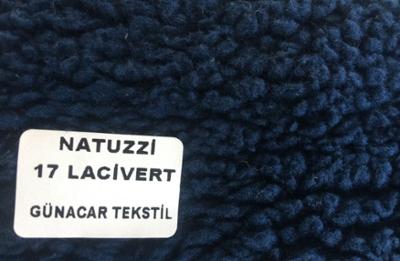 NATUZZİ
17 LACİVERT
GÜNACAR TEKSTİL